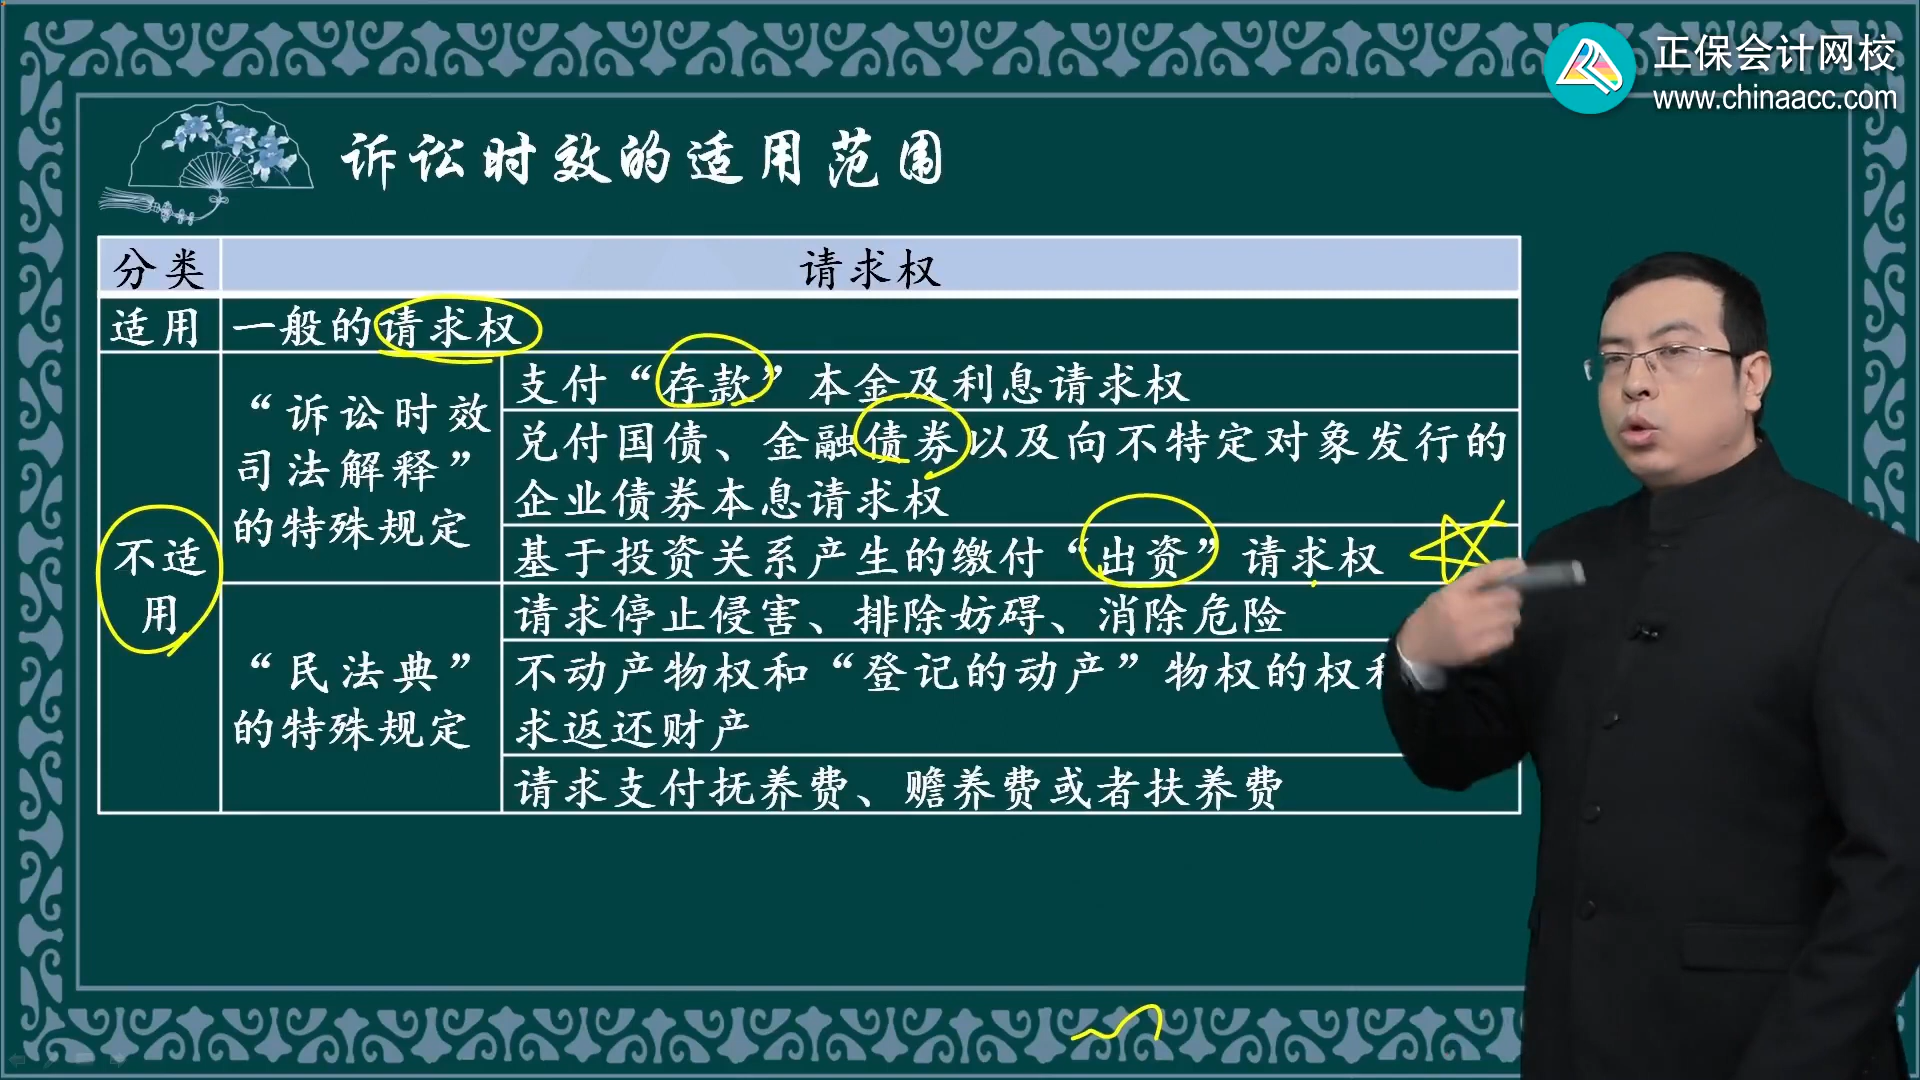 正保会计网校
www.chinaacc.com
诉讼时效的适用范围
分类 请求权
适用 一般的请求权
不适用
“诉讼时效
司法解释”
的特殊规定
支付“存款”本金及利息请求权
兑付国债、金融债券以及向不特定对象发行的
企业债券本息请求权
基于投资关系产生的缴付“出资”请求权
“民法典”
的特殊规定
请求停止侵害、排除妨碍、消除危险
不动产物权和“登记的动产”物权的权
求返还财产
请求支付抚养费、赡养费或者扶养费